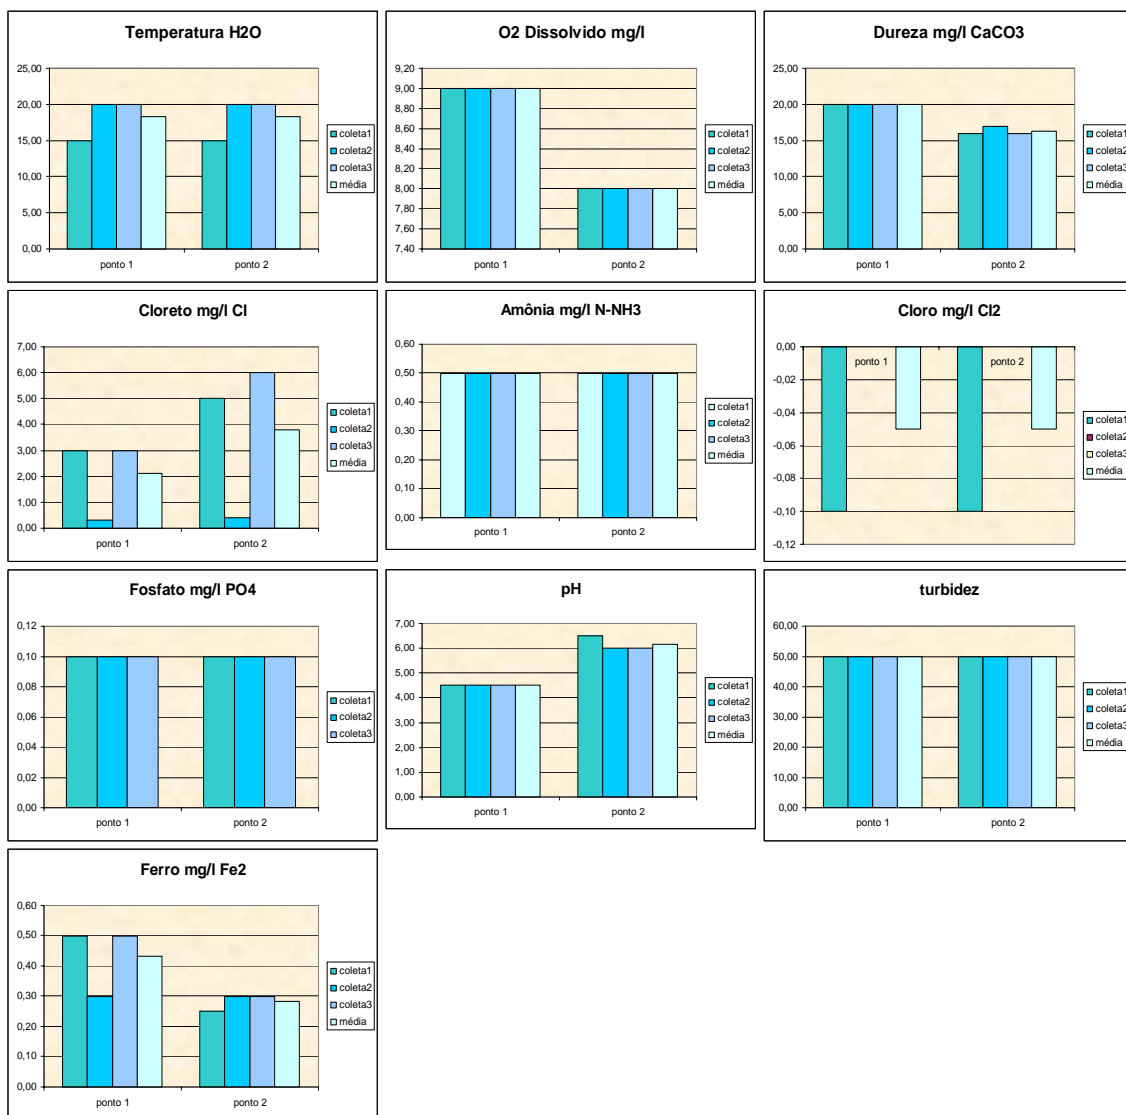 Temperatura H2O
25,00
20,00
15,00
10,00
5,00
0,00
ponto 1
ponto 2
coleta1
coleta2
coleta3
média
O2 Dissolvido mg/l
9,20
9,00
8,80
8,60
8,40
8,20
8,00
7,80
7,60
7,40
ponto 1
ponto 2
coleta1
coleta2
coleta3
média
Dureza mg/l CaCO3
25,00
20,00
15,00
10,00
5,00
0,00
ponto 1
ponto 2
coleta1
coleta2
coleta3
média
Cloreto mg/l Cl
7,00
6,00
5,00
4,00
3,00
2,00
1,00
0,00
ponto 1
ponto 2
coleta1
coleta2
coleta3
média
Amônia mg/l N-NH3
0,60
0,50
0,40
0,30
0,20
0,10
0,00
ponto 1
ponto 2
coleta1
coleta2
coleta3
média
Cloro mg/l Cl2
0,00
-0,02
-0,04
-0,06
-0,08
-0,10
-0,12
ponto 1
ponto 2
coleta1
coleta2
coleta3
média
Fosfato mg/l PO4
0,12
0,10
0,08
0,06
0,04
0,02
0,00
ponto 1
ponto 2
coleta1
coleta2
coleta3
pH
7,00
6,00
5,00
4,00
3,00
2,00
1,00
0,00
ponto 1
ponto 2
coleta1
coleta2
coleta3
média
turbidez
60,00
50,00
40,00
30,00
20,00
10,00
0,00
ponto 1
ponto 2
coleta1
coleta2
coleta3
média
Ferro mg/l Fe2
0,60
0,50
0,40
0,30
0,20
0,10
0,00
ponto 1
ponto 2
coleta1
coleta2
coleta3
média